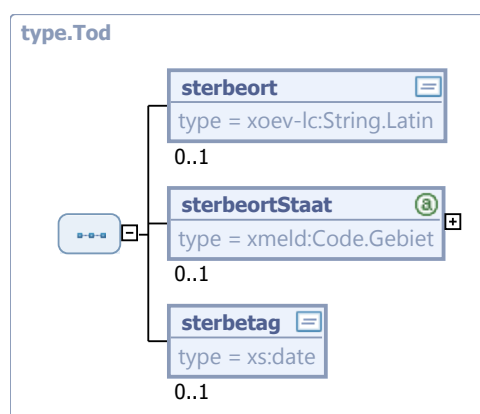 type.Tod
sterbeort
type = xoev-lc:String.Latin
0..1
sterbeortStaat
type = xmeld:Code.Gebiet
0..1
sterbetag
type = xs:date
0..1